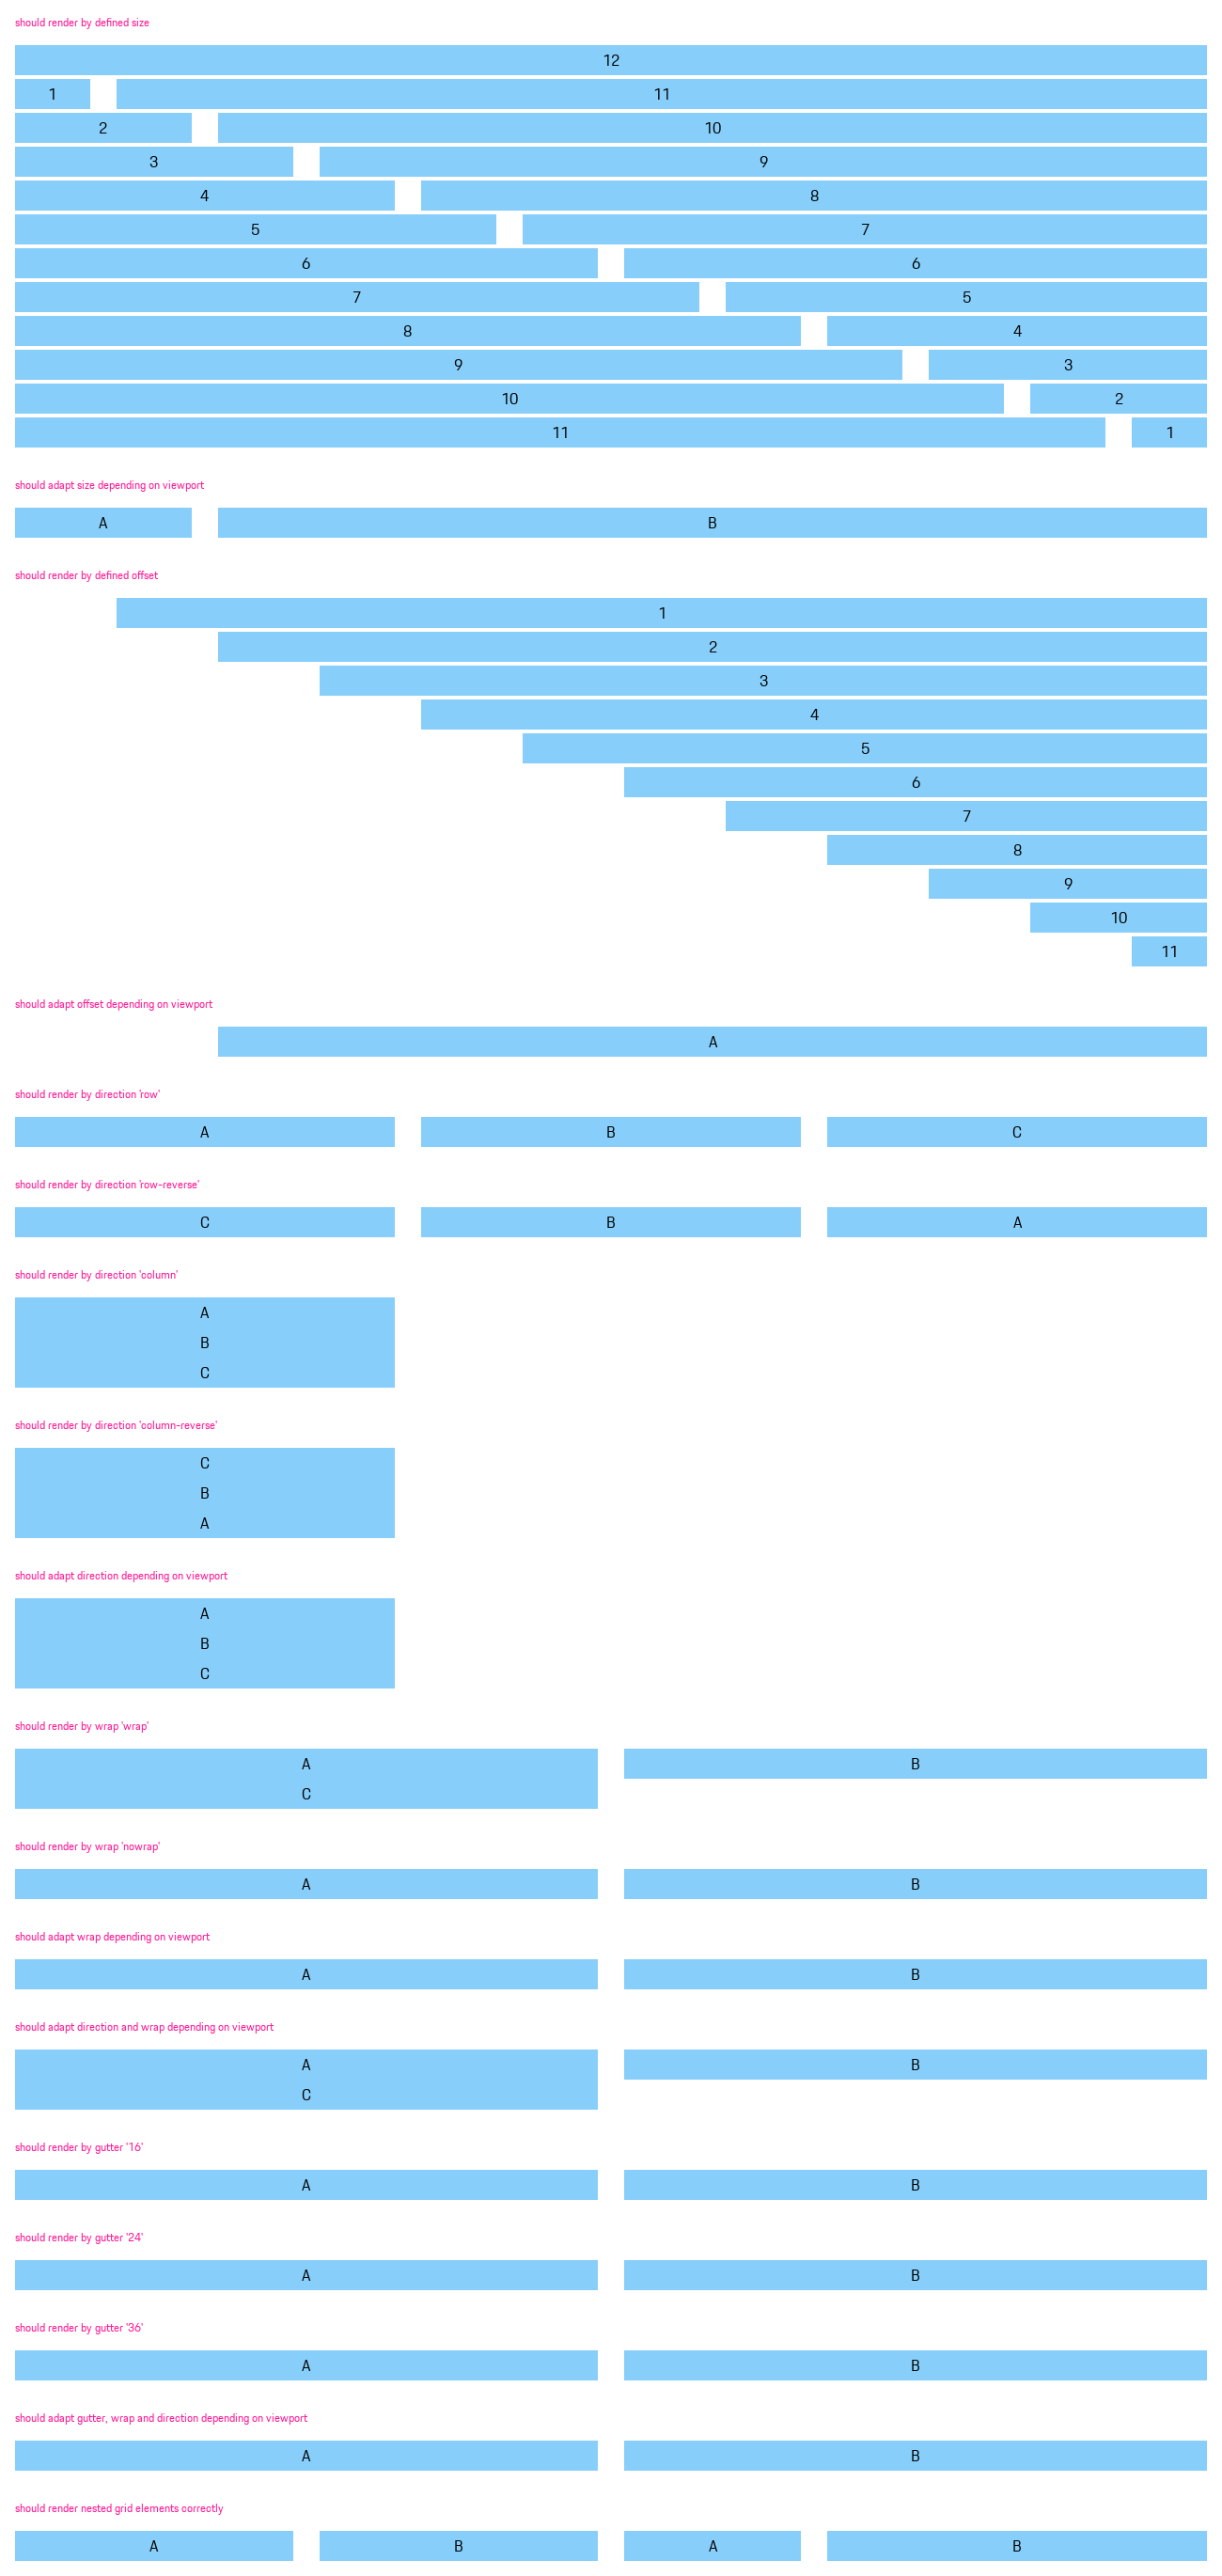 should render by defined size
12
1 11
2 10
3 9
4 8
5 7
6 6
7 5
8 4
9 3
10 2
11 1
should adapt size depending on viewport
A B
should render by defined offset
1
2
3
4
5
6
7
8
9
10
11
should adapt offset depending on viewport
A
should render by direction 'row'
A B C
should render by direction 'row-reverse'
C B A
should render by direction 'column'
A
B
C
should render by direction 'column-reverse'
C
B
A
should adapt direction depending on viewport
A
B
C
should render by wrap 'wrap'
A B
C
should render by wrap 'nowrap'
A B
should adapt wrap depending on viewport
A B
should adapt direction and wrap depending on viewport
A B
C
should render by gutter '16'
A B
should render by gutter '24'
A B
should render by gutter '36'
A B
should adapt gutter, wrap and direction depending on viewport
A B
should render nested grid elements correctly
A B A B